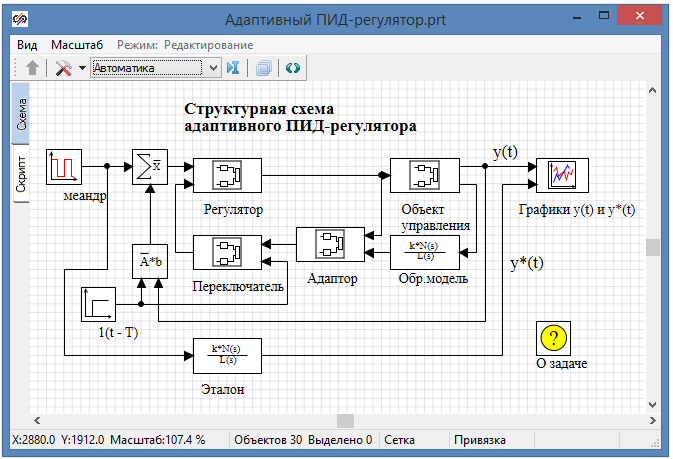 Адаптивный ПИД-регулятор.prt
Вид Масштаб Режим: Редактирование
Автоматика
Схема
Скрипт
Структурная схема
адаптивного ПИД-регулятора
y(t)
Σx̅
меандр
Регулятор
Объект
управления
Графики y(t) и y*(t)
A*b
k*N(s)
L(s)
y*(t)
Переключатель
Адаптор
Обр.модель
1(t - T)
k*N(s)
L(s)
?
Эталон
О задаче
X:2880.0 Y:1912.0 Масштаб:107.4 % Объектов 30 Выделено 0 Сетка Привязка